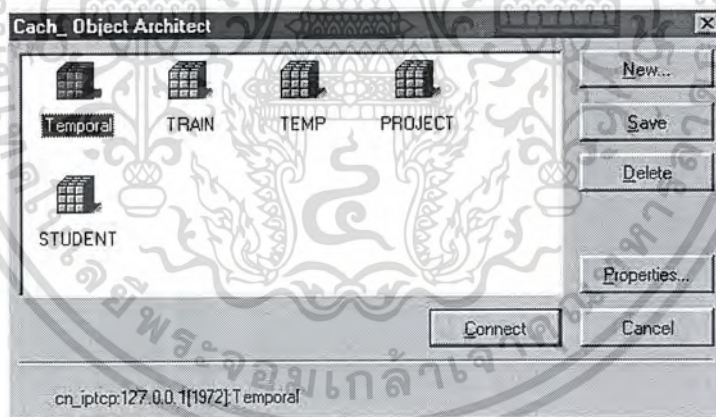 Cach_ Object Architect
New...
Temporal TRAIN TEMP PROJECT
Save
Delete
STUDENT
Properties...
Connect Cancel
cn_iptcp:127.0.0.1[1972]:Temporal